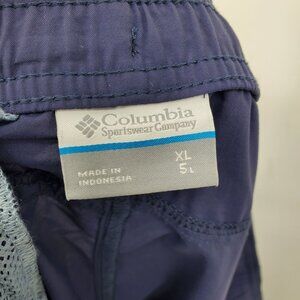 Columbia
Sportswear Company
XL
5L
MADE IN
INDONESIA